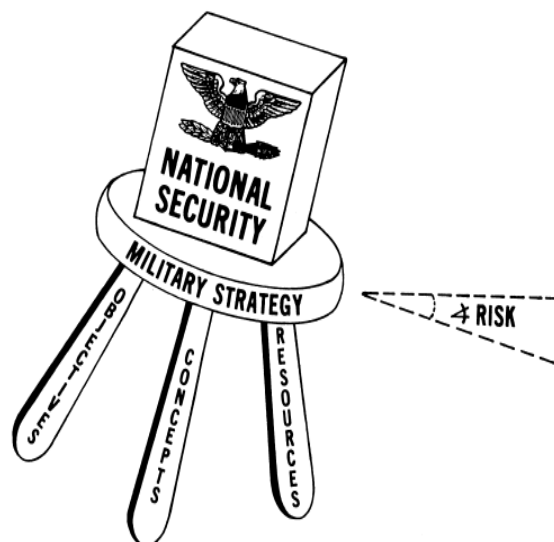 NATIONAL
SECURITY
MILITARY STRATEGY
OBJECTIVES
CONCEPTS
RESOURCES
∡ RISK